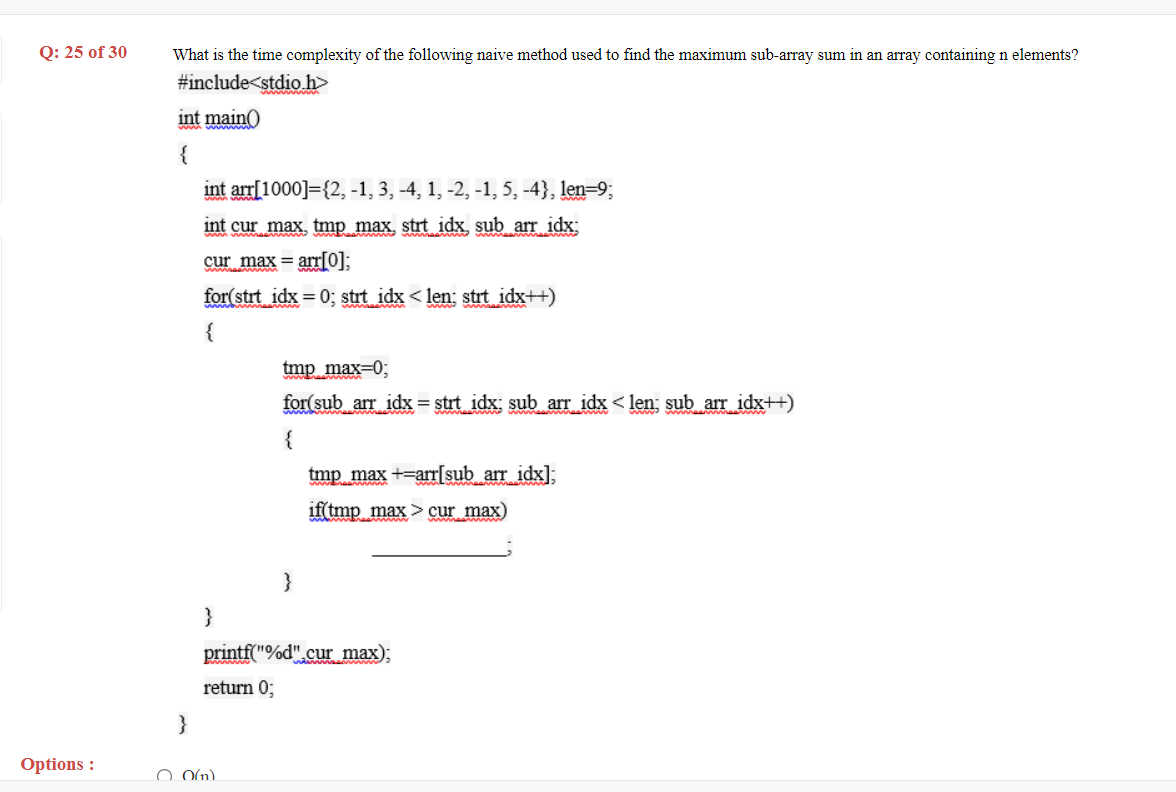 Q: 25 of 30
What is the time complexity of the following naive method used to find the maximum sub-array sum in an array containing n elements?
#include<stdio.h>
int main()
{
int arr[1000]={2, -1, 3, -4, 1, -2, -1, 5, -4}, len=9;
int cur_max, tmp_max, strt_idx, sub_arr_idx;
cur_max = arr[0];
for(strt_idx = 0; strt_idx < len; strt_idx++)
{
tmp_max=0;
for(sub_arr_idx = strt_idx; sub_arr_idx < len; sub_arr_idx++)
{
tmp_max +=arr[sub_arr_idx];
if(tmp_max > cur_max)
_____________;
}
}
printf("%d",cur_max);
return 0;
}
Options :
O(n)